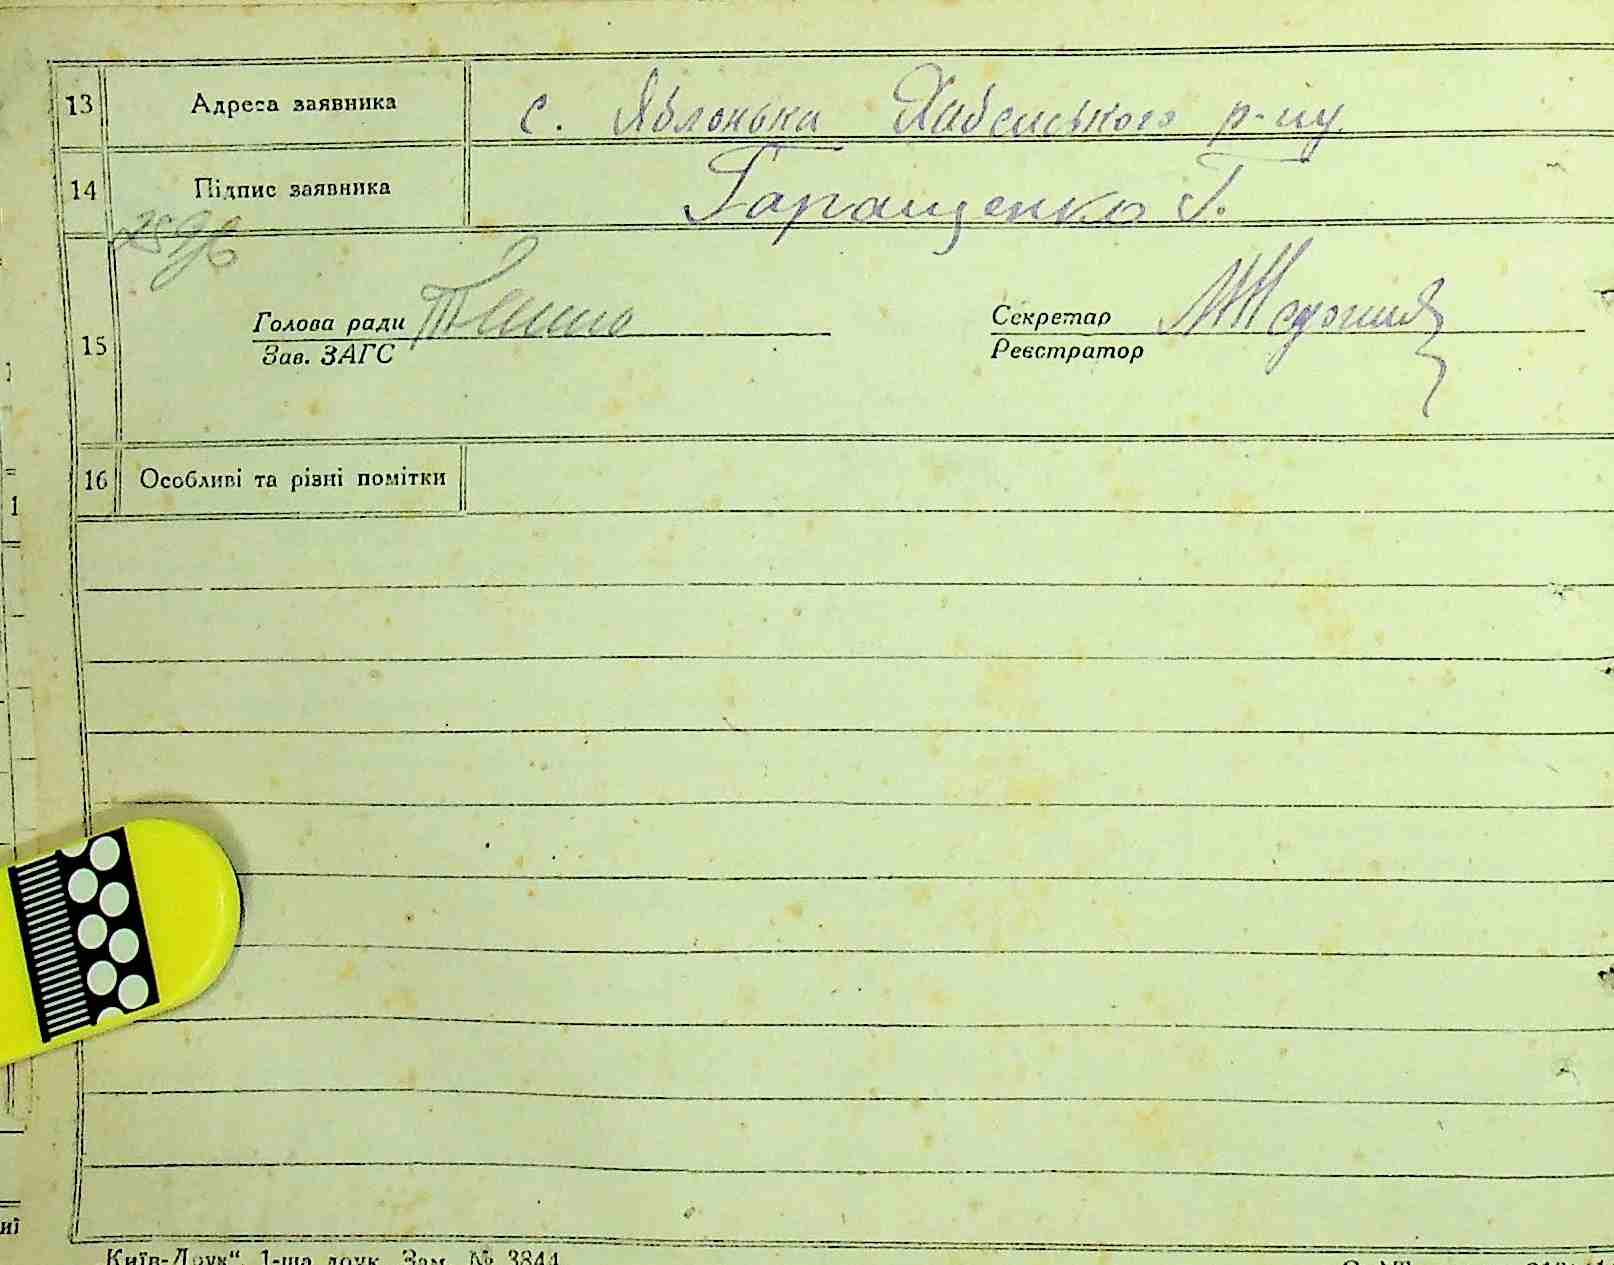 13 Адреса заявника с. Яблонька Хабенського р-ну
14 Підпис заявника Гаращенко Г.
15
Голова ради
Зав. ЗАГС
Секретар
Реєстратор
16 Особливі та різні помітки
1
Київ-Друк“. 1-ша друк. Зам. № 3844